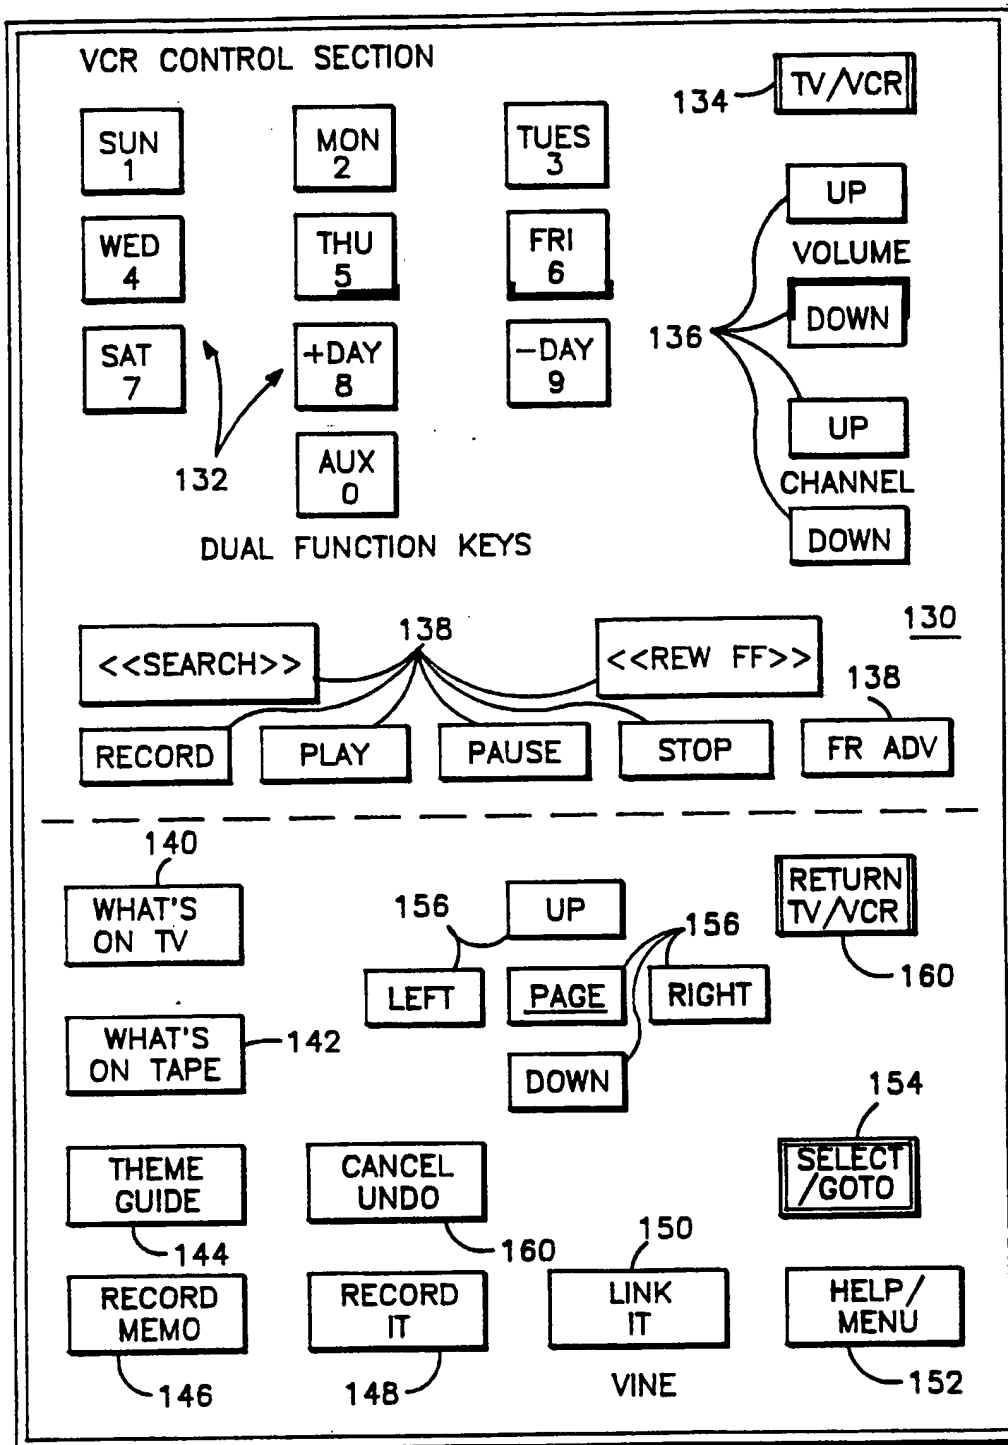 VCR CONTROL SECTION
134
TV/VCR
SUN
1
MON
2
TUES
3
UP
VOLUME
DOWN
WED
4
THU
5
FRI
6
136
SAT
7
+DAY
8
-DAY
9
UP
CHANNEL
DOWN
132
AUX
0
DUAL FUNCTION KEYS
130
<<SEARCH>>
138
<<REW FF>>
138
RECORD
PLAY
PAUSE
STOP
FR ADV
140
WHAT'S
ON TV
156
UP
156
RETURN
TV/VCR
160
LEFT
PAGE
RIGHT
WHAT'S
ON TAPE
142
DOWN
154
THEME
GUIDE
144
CANCEL
UNDO
160
SELECT
/GOTO
150
RECORD
MEMO
146
RECORD
IT
148
LINK
IT
VINE
HELP/
MENU
152